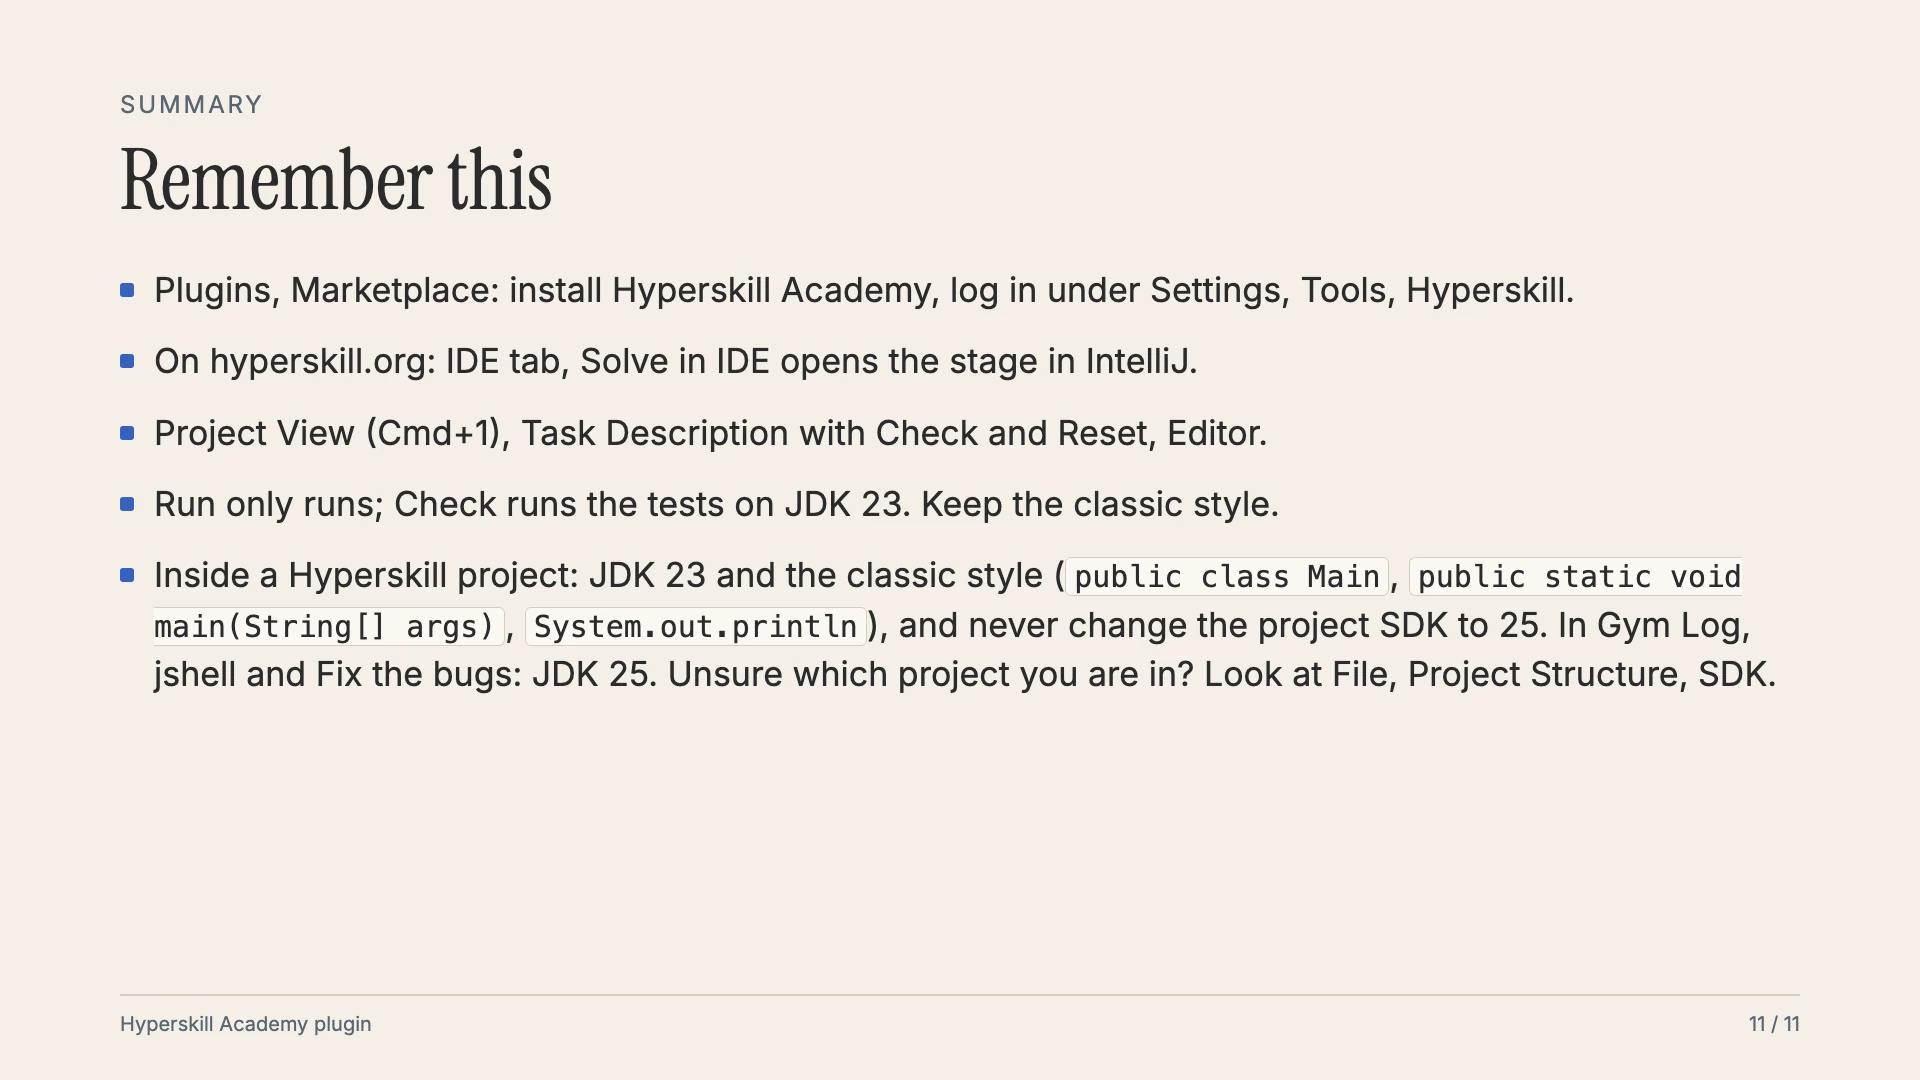 SUMMARY
Remember this
Plugins, Marketplace: install Hyperskill Academy, log in under Settings, Tools, Hyperskill.
On hyperskill.org: IDE tab, Solve in IDE opens the stage in IntelliJ.
Project View (Cmd+1), Task Description with Check and Reset, Editor.
Run only runs; Check runs the tests on JDK 23. Keep the classic style.
Inside a Hyperskill project: JDK 23 and the classic style (public class Main, public static void
main(String[] args), System.out.println), and never change the project SDK to 25. In Gym Log,
jshell and Fix the bugs: JDK 25. Unsure which project you are in? Look at File, Project Structure, SDK.
Hyperskill Academy plugin
11 / 11